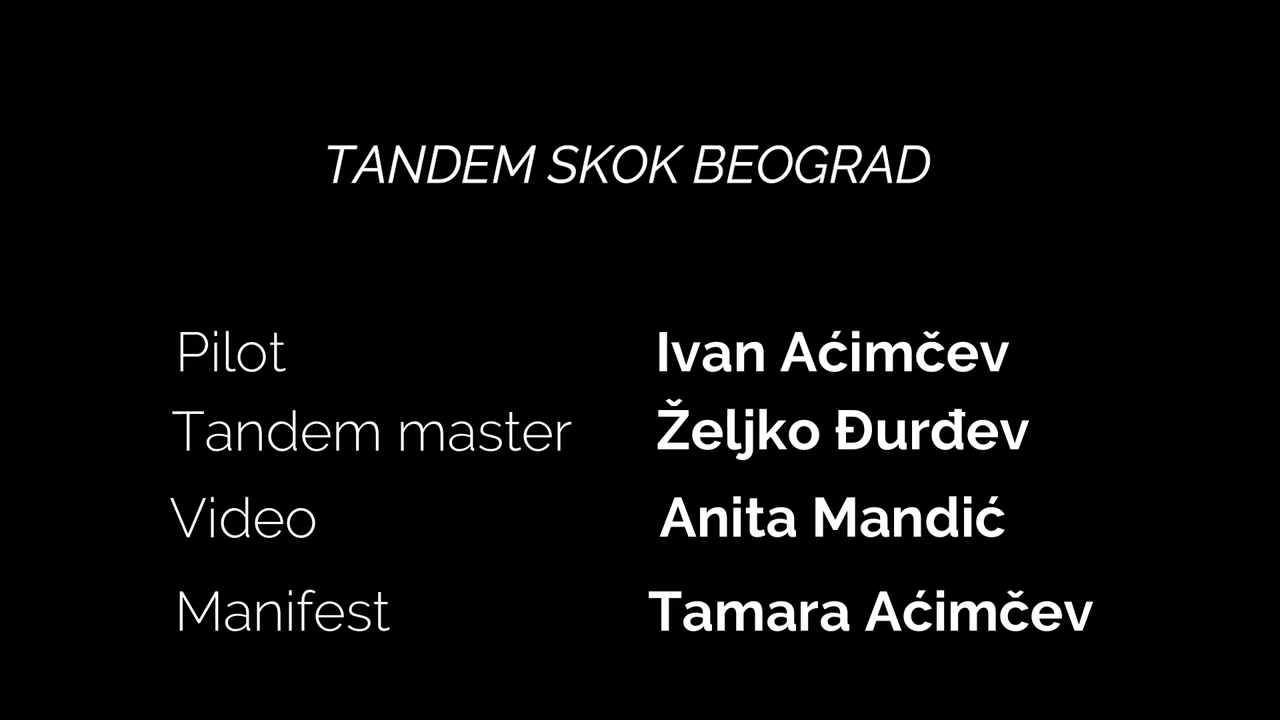 TANDEM SKOK BEOGRAD
Pilot Ivan Aćimčev
Tandem master Željko Đurđev
Video Anita Mandić
Manifest Tamara Aćimčev